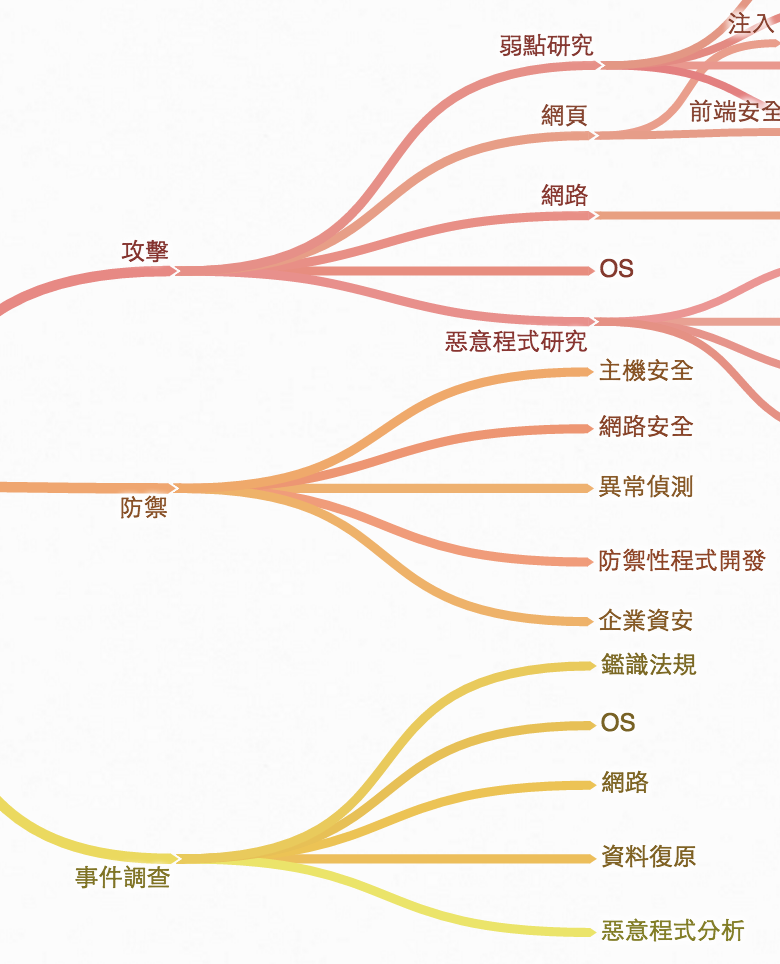 注入
弱點研究
前端安全
網頁
網路
攻擊
OS
惡意程式研究
主機安全
網路安全
異常偵測
防禦
防禦性程式開發
企業資安
鑑識法規
OS
網路
資料復原
事件調查
惡意程式分析